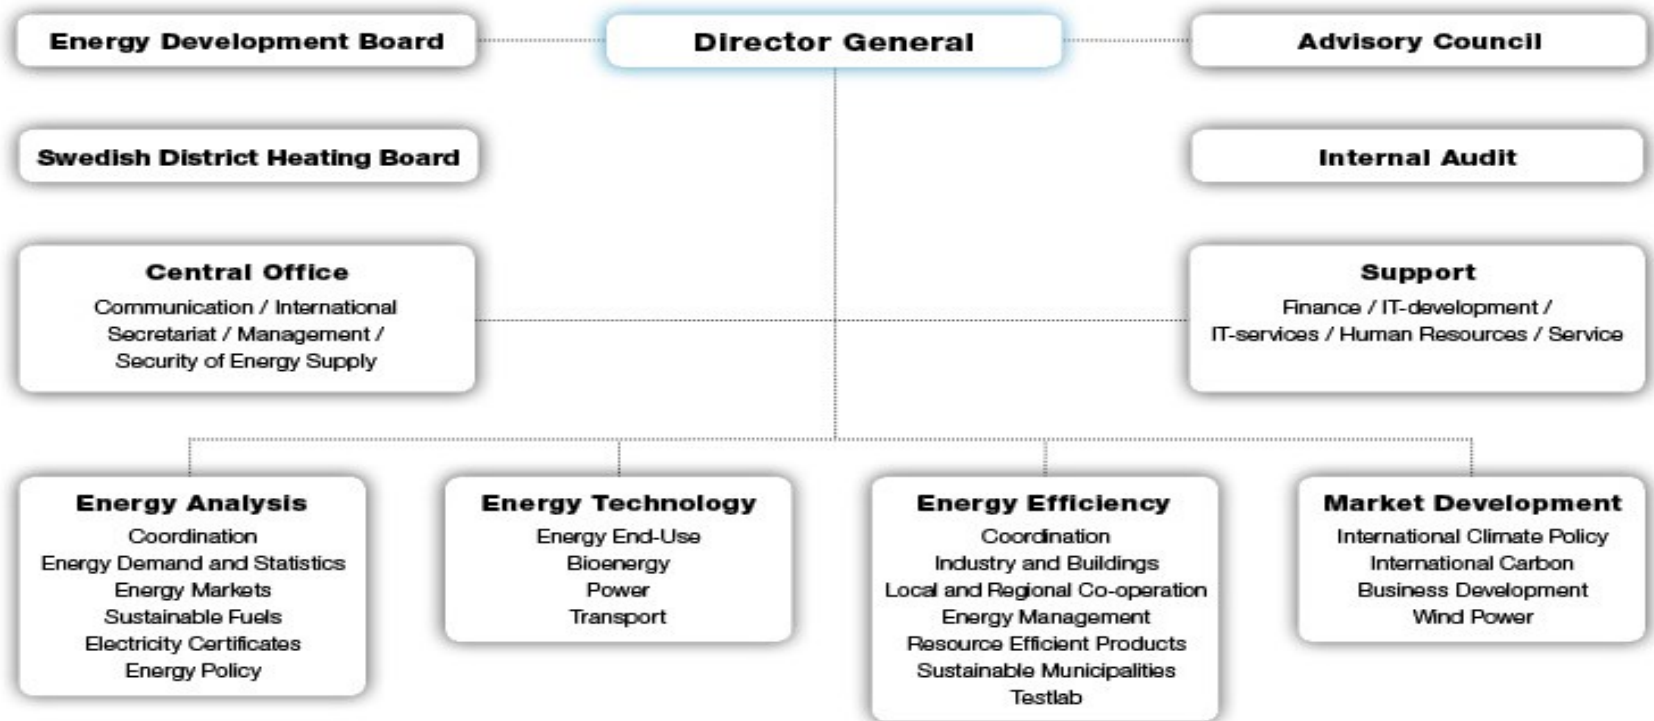 Energy Development Board
Director General
Advisory Council
Swedish District Heating Board
Internal Audit
Central Office
Communication / International
Secretariat / Management /
Security of Energy Supply
Support
Finance / IT-development /
IT-services / Human Resources / Service
Energy Analysis
Coordination
Energy Demand and Statistics
Energy Markets
Sustainable Fuels
Electricity Certificates
Energy Policy
Energy Technology
Energy End-Use
Bioenergy
Power
Transport
Energy Efficiency
Coordination
Industry and Buildings
Local and Regional Co-operation
Energy Management
Resource Efficient Products
Sustainable Municipalities
Testlab
Market Development
International Climate Policy
International Carbon
Business Development
Wind Power